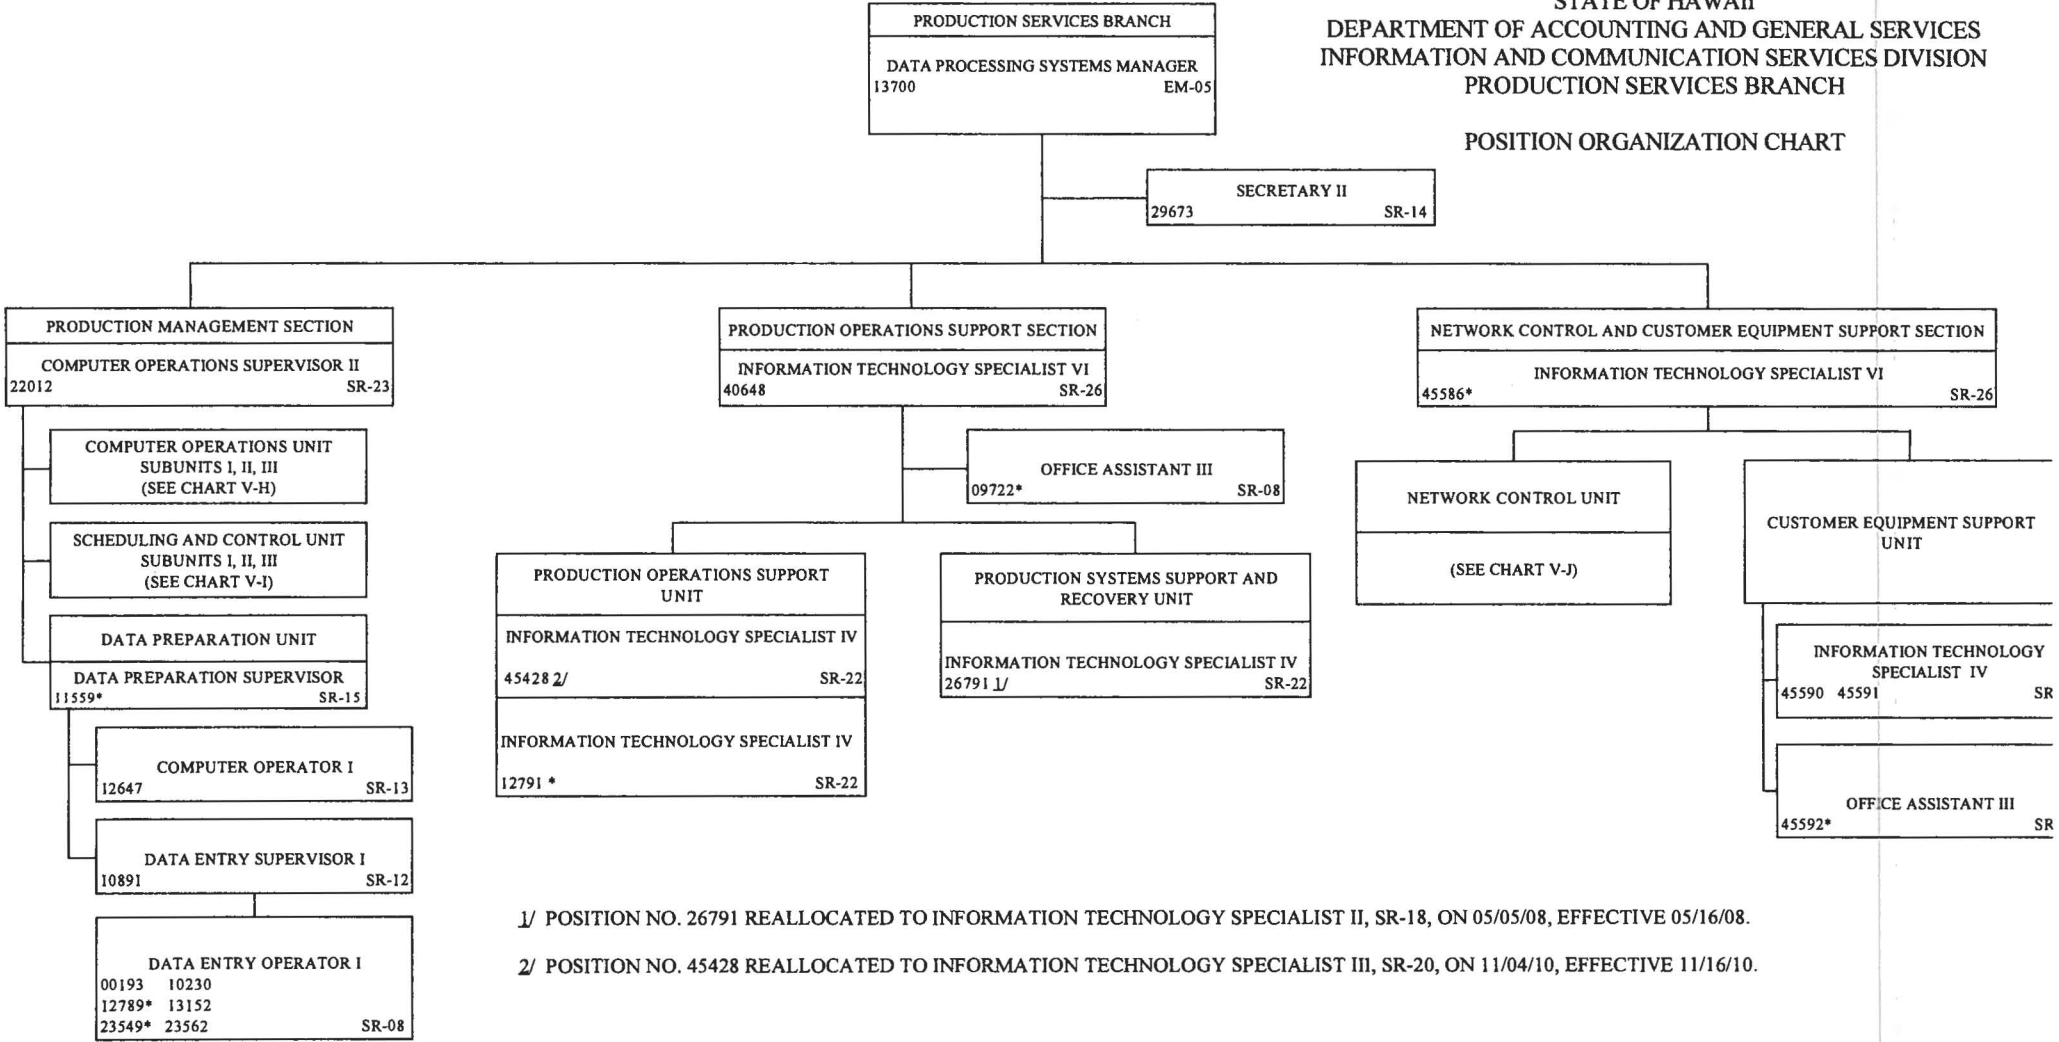 STATE OF HAWAII
DEPARTMENT OF ACCOUNTING AND GENERAL SERVICES
INFORMATION AND COMMUNICATION SERVICES DIVISION
PRODUCTION SERVICES BRANCH
POSITION ORGANIZATION CHART
PRODUCTION SERVICES BRANCH
DATA PROCESSING SYSTEMS MANAGER
13700 EM-05
SECRETARY II
29673 SR-14
PRODUCTION MANAGEMENT SECTION
COMPUTER OPERATIONS SUPERVISOR II
22012 SR-23
COMPUTER OPERATIONS UNIT
SUBUNITS I, II, III
(SEE CHART V-H)
SCHEDULING AND CONTROL UNIT
SUBUNITS I, II, III
(SEE CHART V-I)
DATA PREPARATION UNIT
DATA PREPARATION SUPERVISOR
11559* SR-15
COMPUTER OPERATOR I
12647 SR-13
DATA ENTRY SUPERVISOR I
10891 SR-12
DATA ENTRY OPERATOR I
00193 10230
12789* 13152
23549* 23562 SR-08
PRODUCTION OPERATIONS SUPPORT SECTION
INFORMATION TECHNOLOGY SPECIALIST VI
40648 SR-26
OFFICE ASSISTANT III
09722* SR-08
PRODUCTION OPERATIONS SUPPORT
UNIT
INFORMATION TECHNOLOGY SPECIALIST IV
45428 2/ SR-22
INFORMATION TECHNOLOGY SPECIALIST IV
12791 * SR-22
PRODUCTION SYSTEMS SUPPORT AND
RECOVERY UNIT
INFORMATION TECHNOLOGY SPECIALIST IV
26791 1/ SR-22
NETWORK CONTROL AND CUSTOMER EQUIPMENT SUPPORT SECTION
INFORMATION TECHNOLOGY SPECIALIST VI
45586* SR-26
NETWORK CONTROL UNIT
(SEE CHART V-J)
CUSTOMER EQUIPMENT SUPPORT
UNIT
INFORMATION TECHNOLOGY
SPECIALIST IV
45590 45591 SR
OFFICE ASSISTANT III
45592* SR
1/ POSITION NO. 26791 REALLOCATED TO INFORMATION TECHNOLOGY SPECIALIST II, SR-18, ON 05/05/08, EFFECTIVE 05/16/08.
2/ POSITION NO. 45428 REALLOCATED TO INFORMATION TECHNOLOGY SPECIALIST III, SR-20, ON 11/04/10, EFFECTIVE 11/16/10.